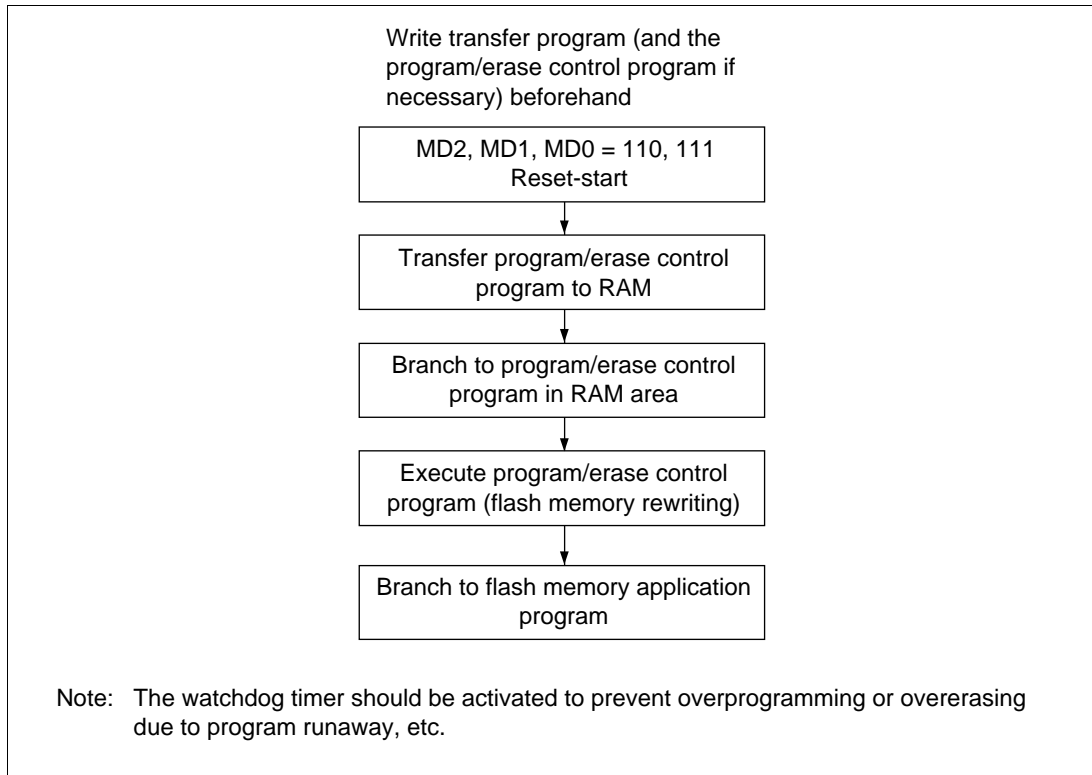 Write transfer program (and the
program/erase control program if
necessary) beforehand
MD2, MD1, MD0 = 110, 111
Reset-start
Transfer program/erase control
program to RAM
Branch to program/erase control
program in RAM area
Execute program/erase control
program (flash memory rewriting)
Branch to flash memory application
program
Note: The watchdog timer should be activated to prevent overprogramming or overerasing
due to program runaway, etc.